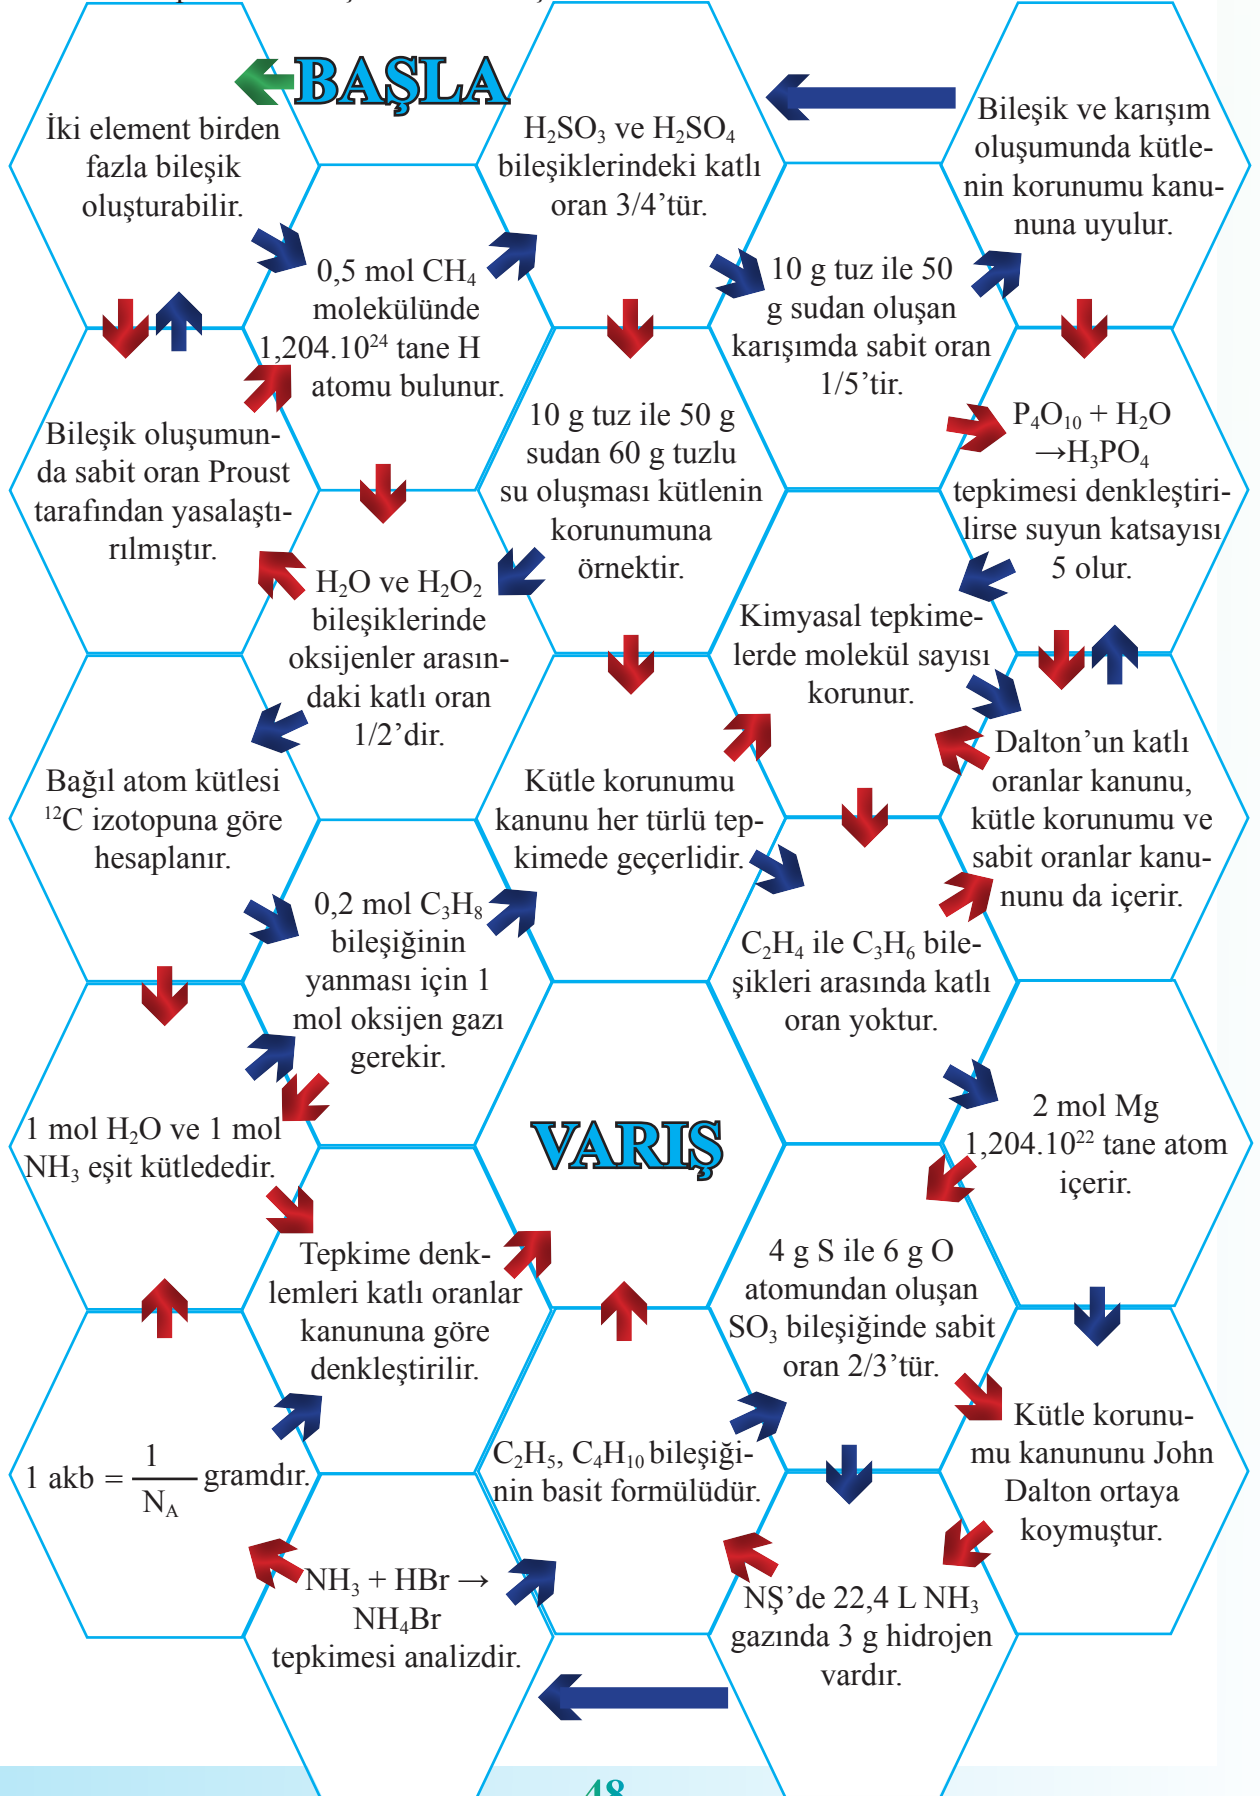 BAŞLA
İki element birden
fazla bileşik
oluşturabilir.
H₂SO₃ ve H₂SO₄
bileşiklerindeki katlı
oran 3/4’tür.
Bileşik ve karışım
oluşumunda kütle-
nin korunumu kanu-
nuna uyulur.
0,5 mol CH₄
molekülünde
1,204.10²⁴ tane H
atomu bulunur.
10 g tuz ile 50
g sudan oluşan
karışımda sabit oran
1/5’tir.
Bileşik oluşumun-
da sabit oran Proust
tarafından yasalaştı-
rılmıştır.
10 g tuz ile 50 g
sudan 60 g tuzlu
su oluşması kütlenin
korunumuna
örnektir.
P₄O₁₀ + H₂O
→H₃PO₄
tepkimesi denkleştiri-
lirse suyun katsayısı
5 olur.
H₂O ve H₂O₂
bileşiklerinde
oksijenler arasın-
daki katlı oran
1/2’dir.
Kimyasal tepkime-
lerde molekül sayısı
korunur.
Bağıl atom kütlesi
¹²C izotopuna göre
hesaplanır.
Kütle korunumu
kanunu her türlü tep-
kimede geçerlidir.
Dalton’un katlı
oranlar kanunu,
kütle korunumu ve
sabit oranlar kanu-
nunu da içerir.
0,2 mol C₃H₈
bileşiğinin
yanması için 1
mol oksijen gazı
gerekir.
C₂H₄ ile C₃H₆ bile-
şikleri arasında katlı
oran yoktur.
1 mol H₂O ve 1 mol
NH₃ eşit kütlededir.
VARIŞ
2 mol Mg
1,204.10²² tane atom
içerir.
Tepkime denk-
lemleri katlı oranlar
kanununa göre
denkleştirilir.
4 g S ile 6 g O
atomundan oluşan
SO₃ bileşiğinde sabit
oran 2/3’tür.
1 akb = 1/N_A gramdır.
C₂H₅, C₄H₁₀ bileşiği-
nin basit formülüdür.
Kütle korunu-
mu kanununu John
Dalton ortaya
koymuştur.
NH₃ + HBr →
NH₄Br
tepkimesi analizdir.
NŞ’de 22,4 L NH₃
gazında 3 g hidrojen
vardır.
48